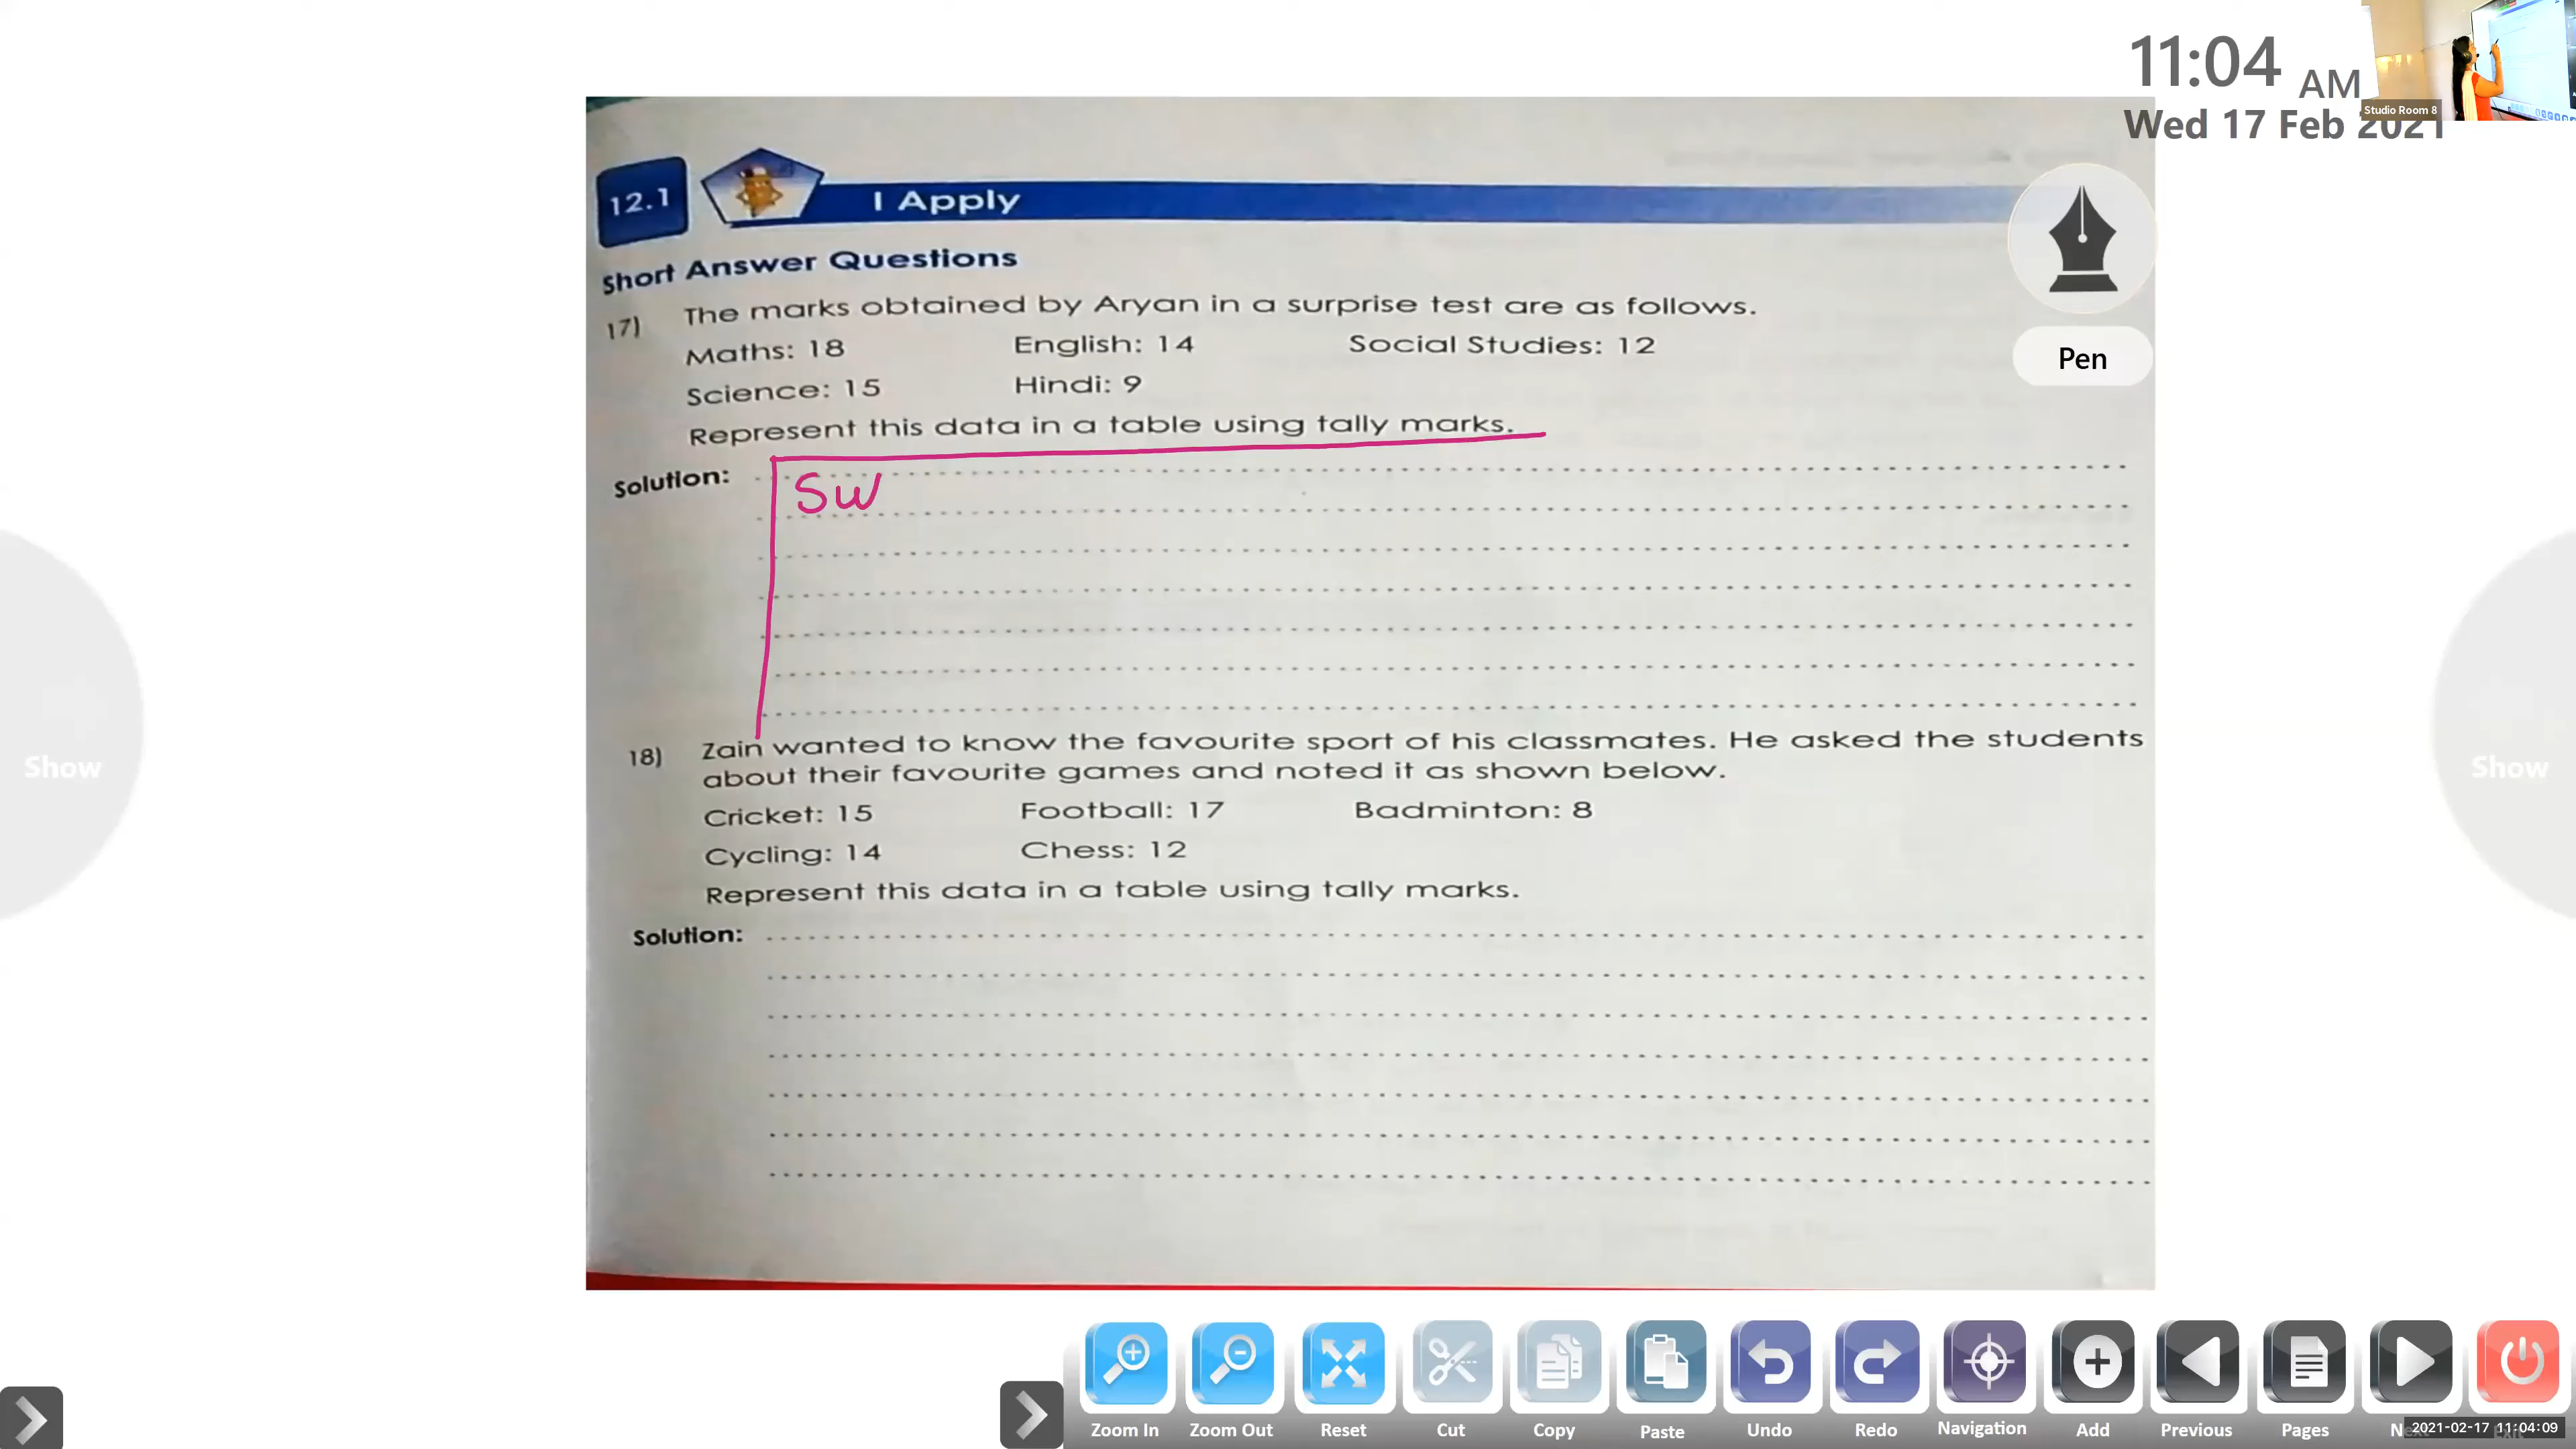 11:04 AM
Wed 17 Feb 2021
Studio Room 8
12.1
I Apply
Short Answer Questions
17) The marks obtained by Aryan in a surprise test are as follows.
Maths: 18 English: 14 Social Studies: 12
Science: 15 Hindi: 9
Represent this data in a table using tally marks.
Solution:
SW
Pen
Show
Show
18) Zain wanted to know the favourite sport of his classmates. He asked the students
about their favourite games and noted it as shown below.
Cricket: 15 Football: 17 Badminton: 8
Cycling: 14 Chess: 12
Represent this data in a table using tally marks.
Solution:
Zoom In Zoom Out Reset Cut Copy Paste Undo Redo Navigation Add Previous Pages
2021-02-17 11:04:09